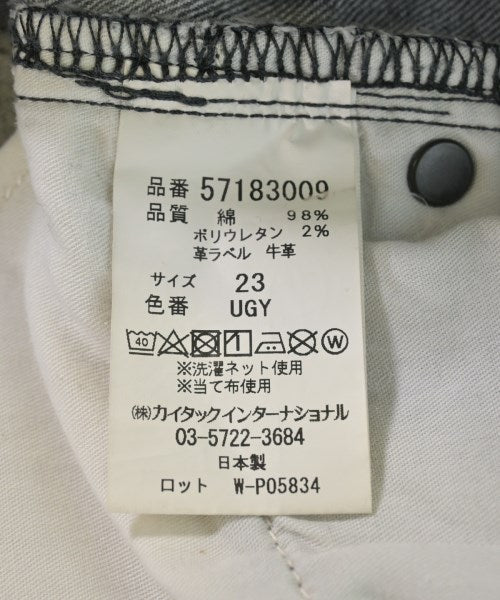 品番 57183009
品質 綿 98%
ポリウレタン 2%
革ラベル 牛革
サイズ 23
色番 UGY
40 1 W
※洗濯ネット使用
※当て布使用
㈱カイタックインターナショナル
03-5722-3684
日本製
ロット W-P05834